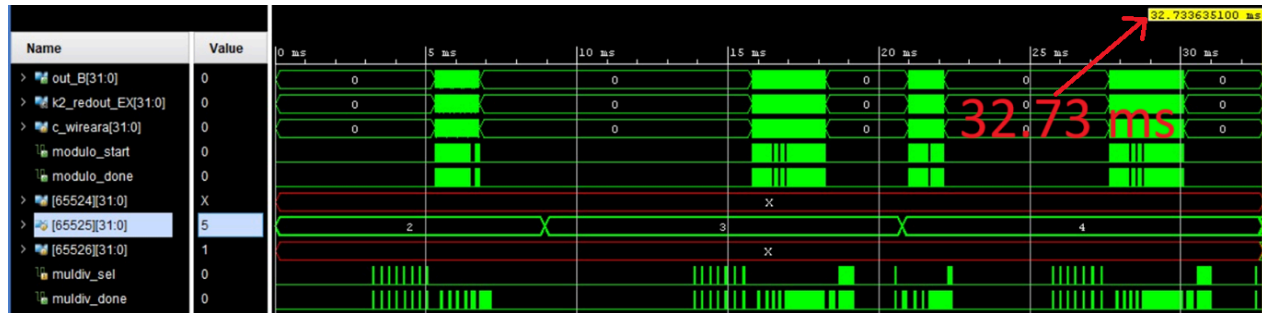 32.733635100 ms
Name Value
0 ms 5 ms 10 ms 15 ms 20 ms 25 ms 30 ms
out_B[31:0] 0 0 0 0 0 0
k2_redout_EX[31:0] 0 0 0 0 0 0
c_wireara[31:0] 0 0 0 0 0
32.73 ms
modulo_start 0
modulo_done 0
[65524][31:0] X X
[65525][31:0] 5 2 3 4
[65526][31:0] 1 X
muldiv_sel 0
muldiv_done 0